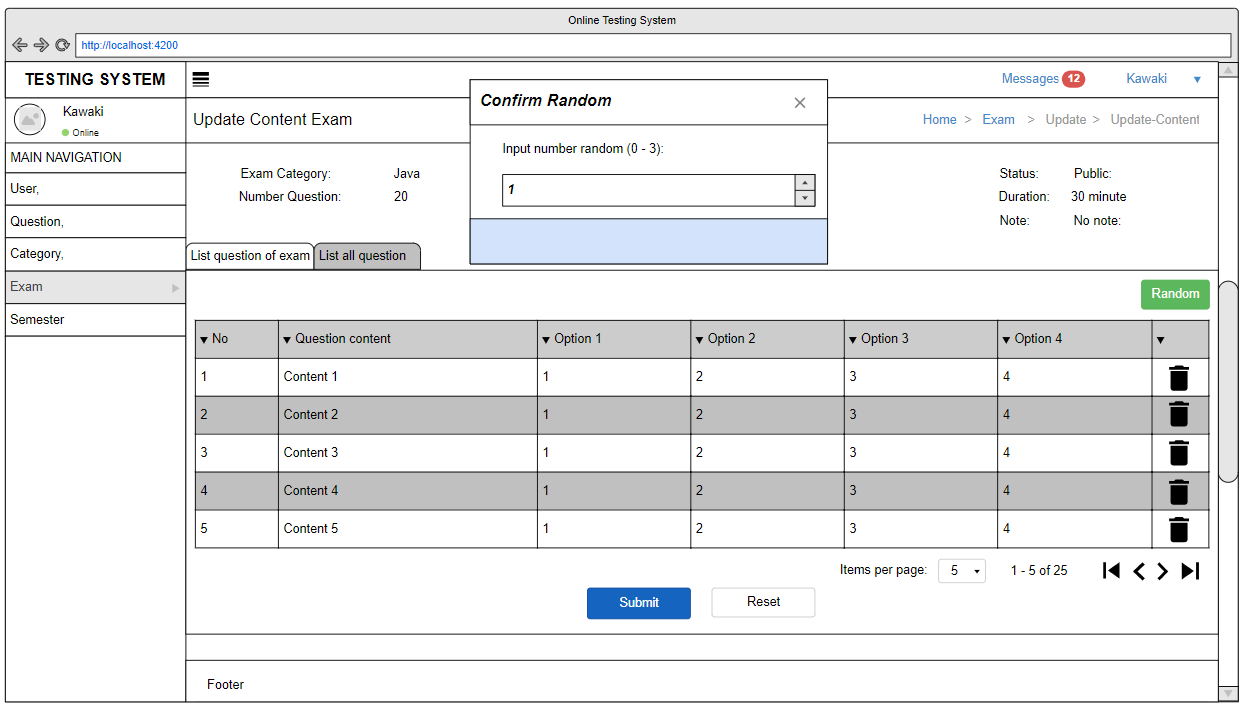 Online Testing System
http://localhost:4200
TESTING SYSTEM
Messages 12 Kawaki
Kawaki
Online
Update Content Exam
Home > Exam > Update > Update-Content
Confirm Random
Input number random (0 - 3):
1
MAIN NAVIGATION
User,
Question,
Category,
Exam
Semester
Exam Category: Java
Number Question: 20
Status: Public:
Duration: 30 minute
Note: No note:
List question of exam List all question
Random
No Question content Option 1 Option 2 Option 3 Option 4
1 Content 1 1 2 3 4
2 Content 2 1 2 3 4
3 Content 3 1 2 3 4
4 Content 4 1 2 3 4
5 Content 5 1 2 3 4
Items per page: 5 1 - 5 of 25
Submit Reset
Footer